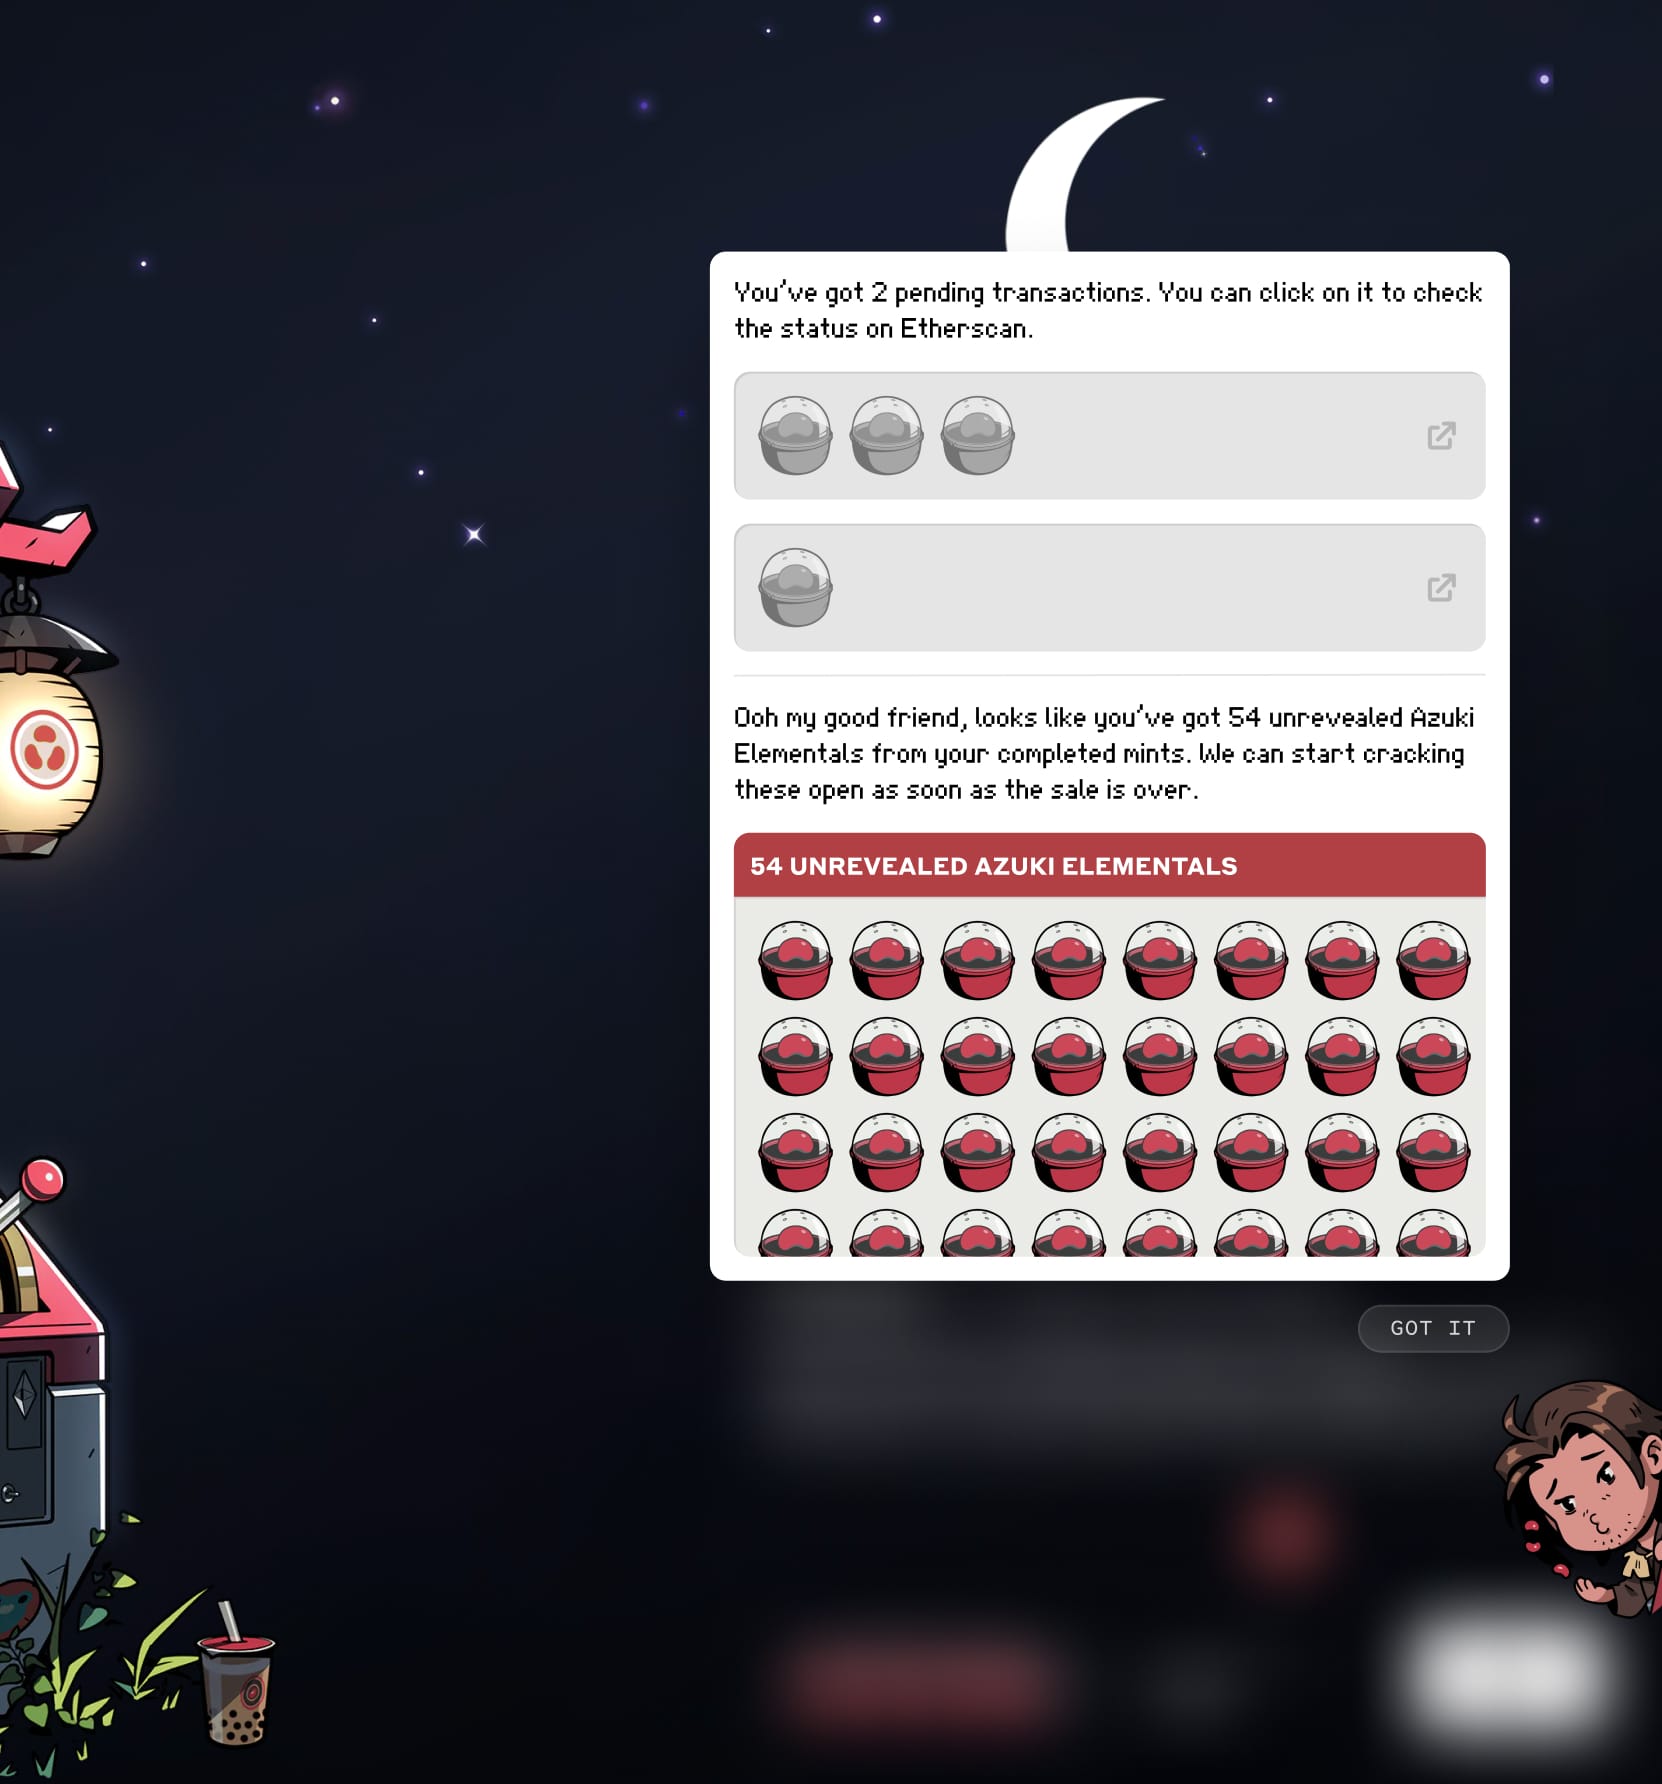 You've got 2 pending transactions. You can click on it to check
the status on Etherscan.
Ooh my good friend, looks like you've got 54 unrevealed Azuki
Elementals from your completed mints. We can start cracking
these open as soon as the sale is over.
54 UNREVEALED AZUKI ELEMENTALS
GOT IT